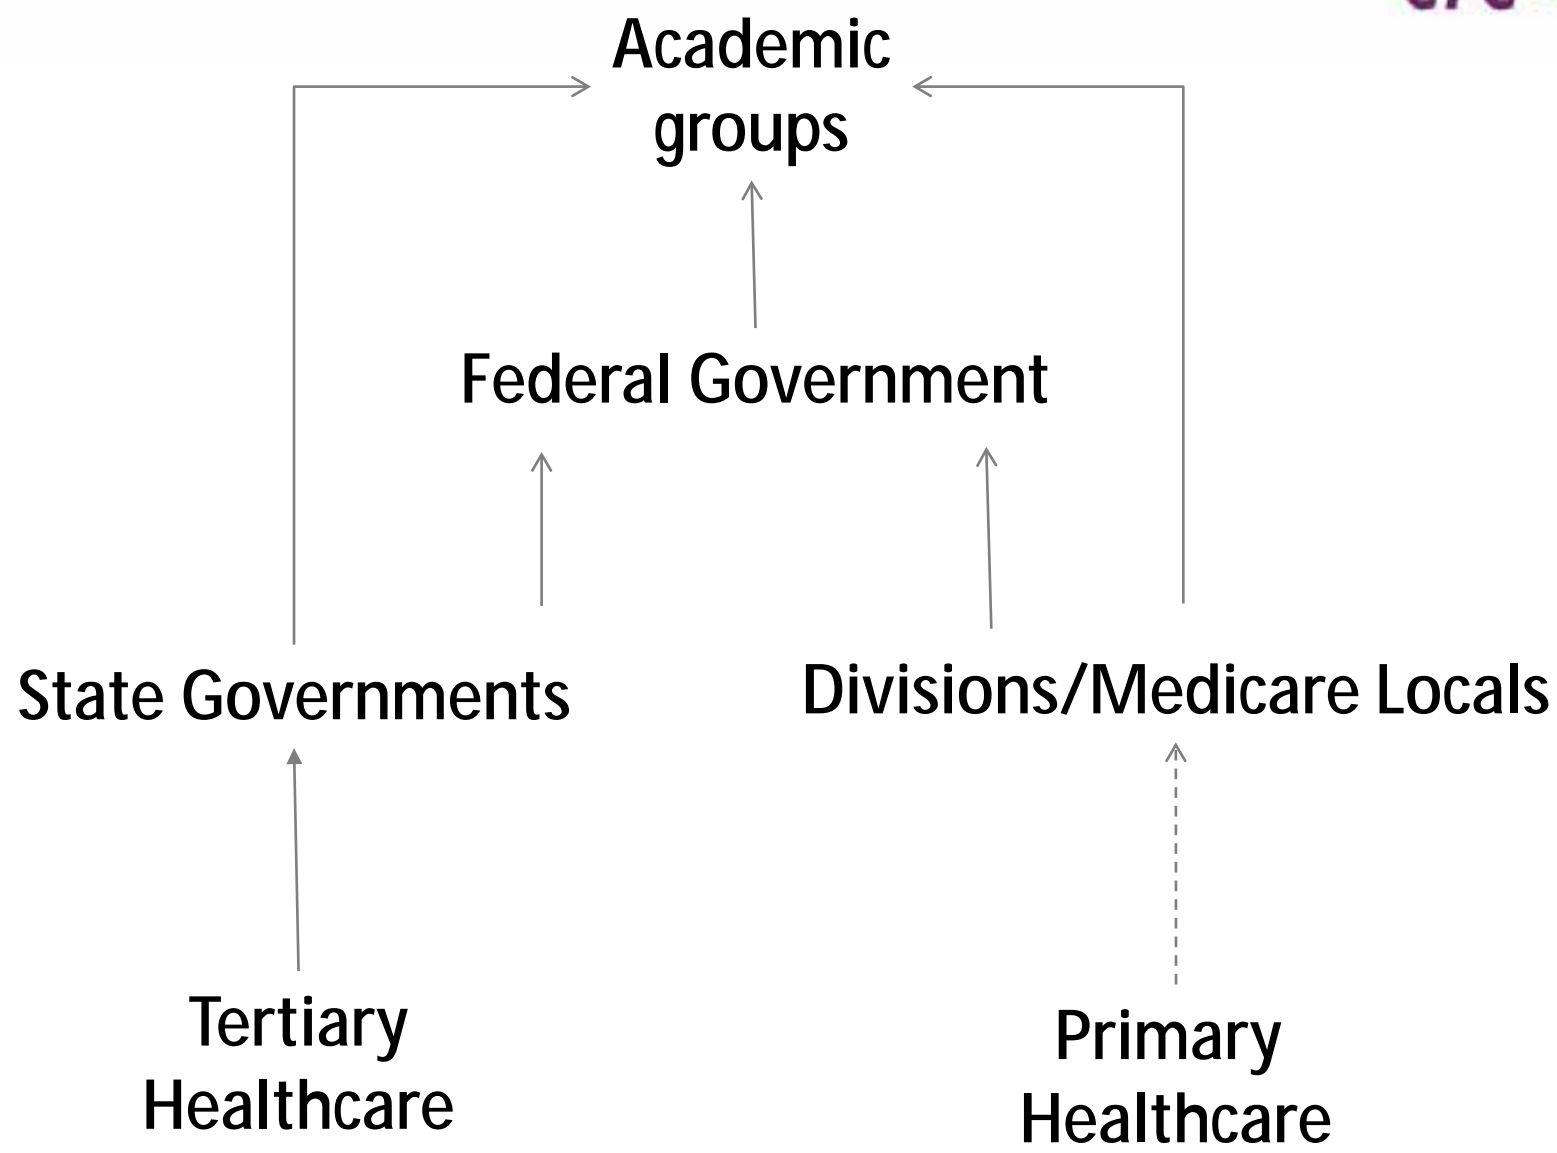 Academic
groups
Federal Government
State Governments
Divisions/Medicare Locals
Tertiary
Healthcare
Primary
Healthcare